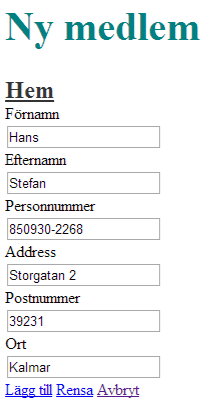 Ny medlem
Hem
Förnamn
Hans
Efternamn
Stefan
Personnummer
850930-2268
Address
Storgatan 2
Postnummer
39231
Ort
Kalmar
Lägg till Rensa Avbryt